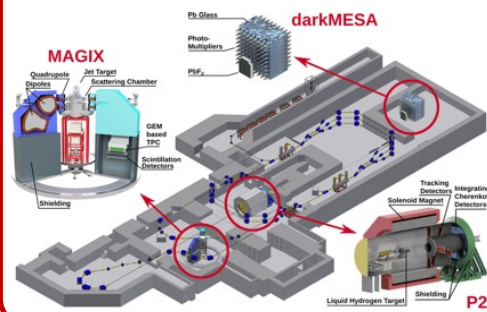 MAGIX
Quadrupole
Dipoles
Jet Target
Scattering Chamber
GEM
based
TPC
Scintillation
Detectors
Shielding
darkMESA
Pb Glass
Photo-
Multipliers
PbF₂
Tracking
Detectors
Integrating
Cherenkov
Detectors
Solenoid Magnet
Liquid Hydrogen Target
Shielding
P2